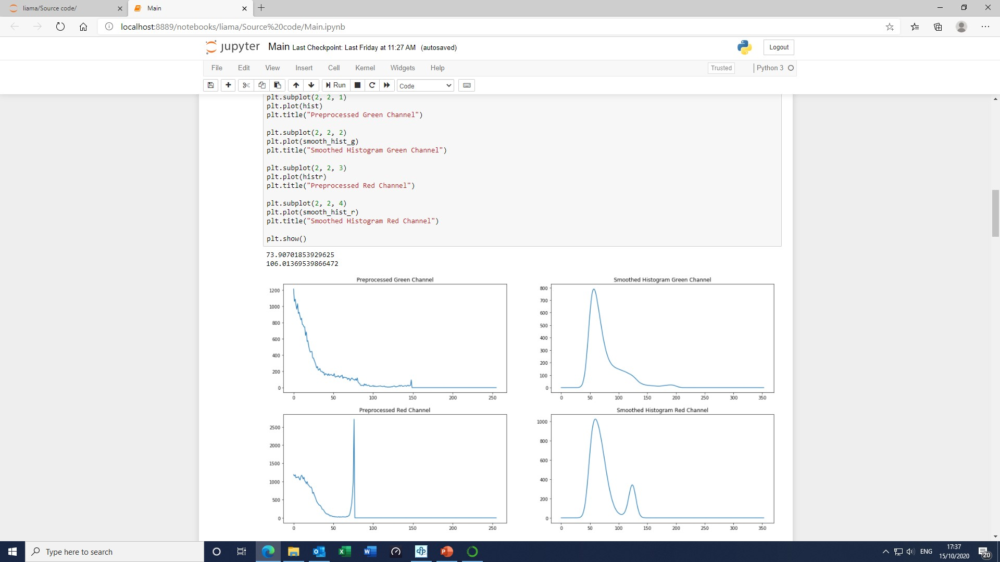 liama/Source code/
Main
localhost:8889/notebooks/liama/Source%20code/Main.ipynb
jupyter Main Last Checkpoint: Last Friday at 11:27 AM (autosaved)
Logout
File Edit View Insert Cell Kernel Widgets Help
Trusted Python 3
Run Code
plt.subplot(2, 2, 1)
plt.plot(hist)
plt.title("Preprocessed Green Channel")
plt.subplot(2, 2, 2)
plt.plot(smooth_hist_g)
plt.title("Smoothed Histogram Green Channel")
plt.subplot(2, 2, 3)
plt.plot(histr)
plt.title("Preprocessed Red Channel")
plt.subplot(2, 2, 4)
plt.plot(smooth_hist_r)
plt.title("Smoothed Histogram Red Channel")
plt.show()
73.90701853929625
106.01369539866472
Preprocessed Green Channel
1200
1000
800
600
400
200
0
0 50 100 150 200 250
Smoothed Histogram Green Channel
800
700
600
500
400
300
200
100
0
0 50 100 150 200 250 300 350
Preprocessed Red Channel
2500
2000
1500
1000
500
0
0 50 100 150 200 250
Smoothed Histogram Red Channel
1000
800
600
400
200
0
0 50 100 150 200 250 300 350
Type here to search
ENG
17:37
15/10/2020
20